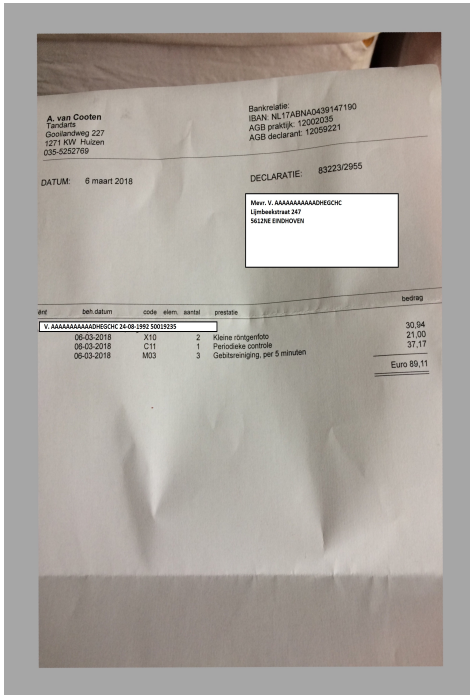 A. van Cooten
Tandarts
Gooilandweg 227
1271 KW Huizen
035-5252769
Bankrelatie:
IBAN: NL17ABNA0439147190
AGB praktijk: 12002035
AGB declarant: 12059221
DATUM: 6 maart 2018
DECLARATIE: 83223/2955
Mevr. V. AAAAAAAAAAADHEGCHC
Lijmbeekstraat 247
5612NE EINDHOVEN
ënt beh.datum code elem. aantal prestatie bedrag
V. AAAAAAAAAAADHEGCHC 24-08-1992 50019235
06-03-2018 X10 2 Kleine röntgenfoto 30,94
06-03-2018 C11 1 Periodieke controle 21,00
06-03-2018 M03 3 Gebitsreiniging, per 5 minuten 37,17
Euro 89,11